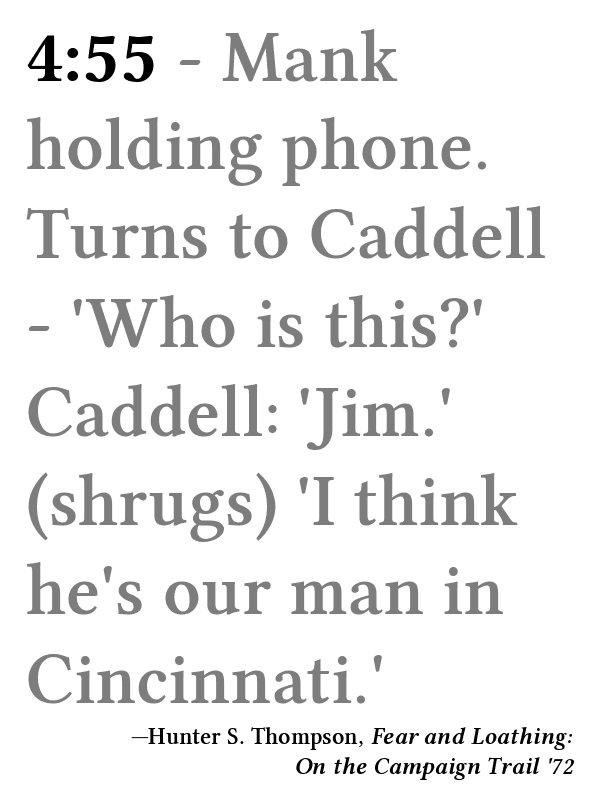 4:55 - Mank
holding phone.
Turns to Caddell
- 'Who is this?'
Caddell: 'Jim.'
(shrugs) 'I think
he's our man in
Cincinnati.'
—Hunter S. Thompson, Fear and Loathing:
On the Campaign Trail '72